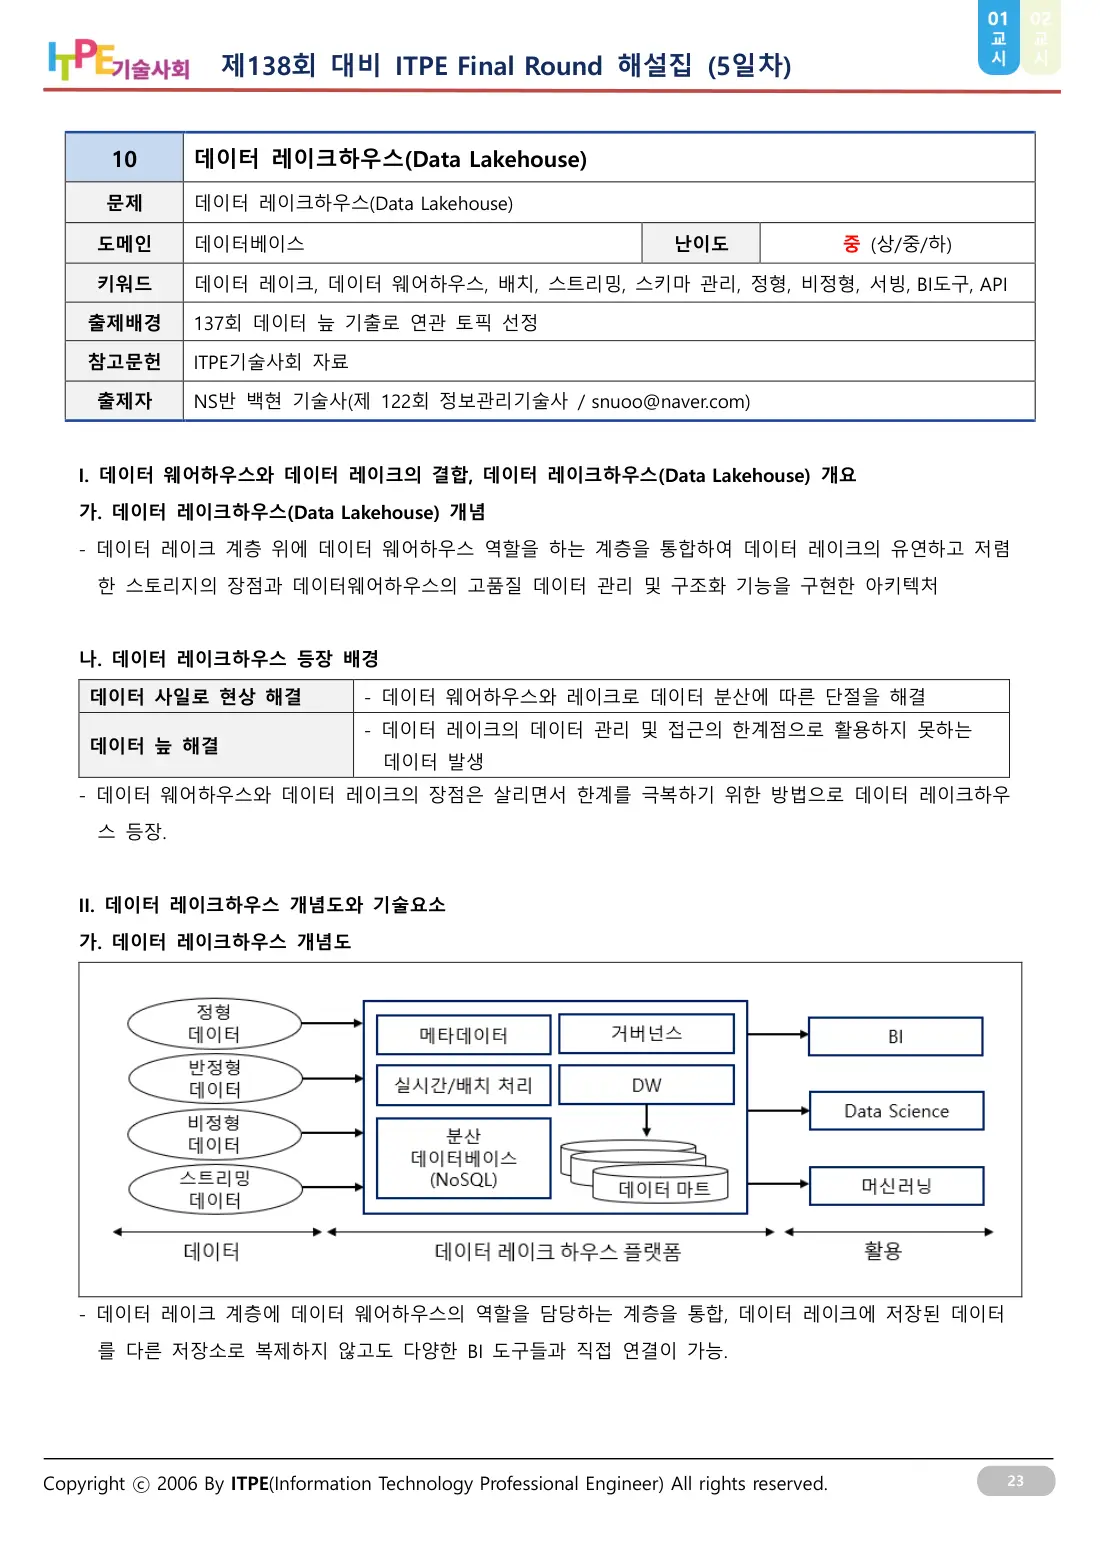 ITPE기술사회 제138회 대비 ITPE Final Round 해설집 (5일차)
01
교
시
02
교
시
10 데이터 레이크하우스(Data Lakehouse)
문제 데이터 레이크하우스(Data Lakehouse)
도메인 데이터베이스 난이도 중 (상/중/하)
키워드 데이터 레이크, 데이터 웨어하우스, 배치, 스트리밍, 스키마 관리, 정형, 비정형, 서빙, BI도구, API
출제배경 137회 데이터 늪 기출로 연관 토픽 선정
참고문헌 ITPE기술사회 자료
출제자 NS반 백현 기술사(제 122회 정보관리기술사 / snuoo@naver.com)
I. 데이터 웨어하우스와 데이터 레이크의 결합, 데이터 레이크하우스(Data Lakehouse) 개요
가. 데이터 레이크하우스(Data Lakehouse) 개념
- 데이터 레이크 계층 위에 데이터 웨어하우스 역할을 하는 계층을 통합하여 데이터 레이크의 유연하고 저렴
한 스토리지의 장점과 데이터웨어하우스의 고품질 데이터 관리 및 구조화 기능을 구현한 아키텍처
나. 데이터 레이크하우스 등장 배경
데이터 사일로 현상 해결 - 데이터 웨어하우스와 레이크로 데이터 분산에 따른 단절을 해결
데이터 늪 해결 - 데이터 레이크의 데이터 관리 및 접근의 한계점으로 활용하지 못하는
데이터 발생
- 데이터 웨어하우스와 데이터 레이크의 장점은 살리면서 한계를 극복하기 위한 방법으로 데이터 레이크하우
스 등장.
II. 데이터 레이크하우스 개념도와 기술요소
가. 데이터 레이크하우스 개념도
정형
데이터
반정형
데이터
비정형
데이터
스트리밍
데이터
메타데이터
거버넌스
실시간/배치 처리
DW
분산
데이터베이스
(NoSQL)
데이터 마트
BI
Data Science
머신러닝
데이터
데이터 레이크 하우스 플랫폼
활용
- 데이터 레이크 계층에 데이터 웨어하우스의 역할을 담당하는 계층을 통합, 데이터 레이크에 저장된 데이터
를 다른 저장소로 복제하지 않고도 다양한 BI 도구들과 직접 연결이 가능.
Copyright ⓒ 2006 By ITPE(Information Technology Professional Engineer) All rights reserved.
23